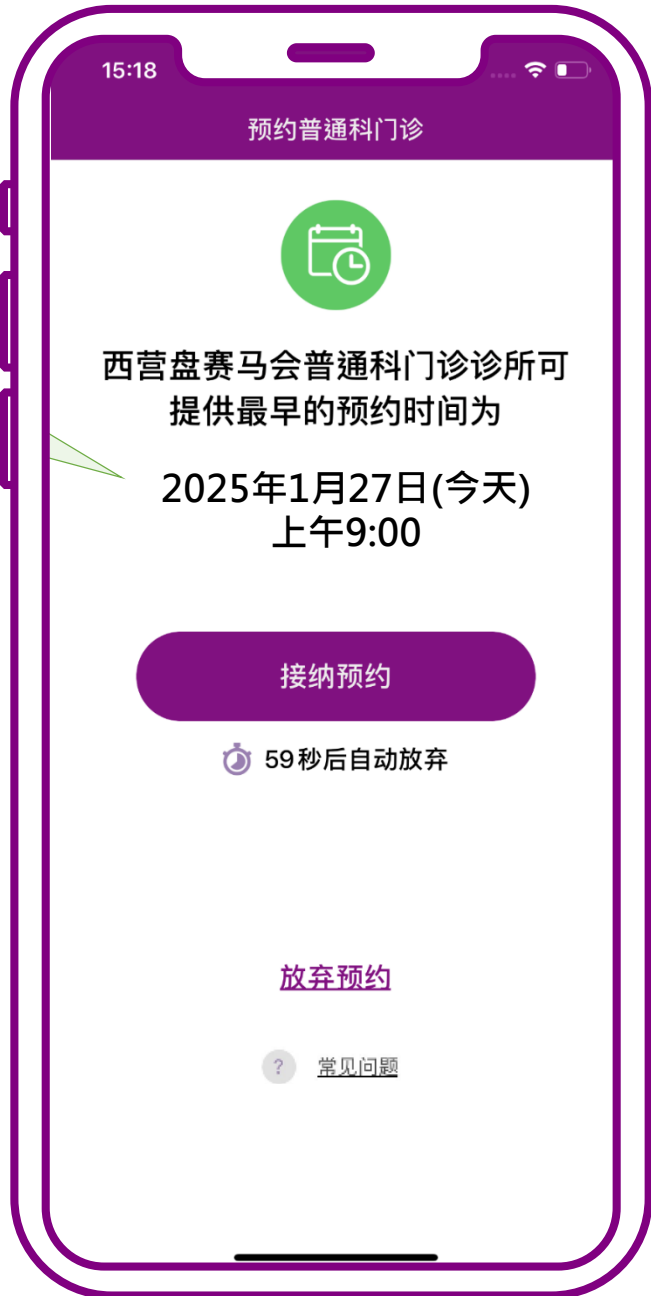 15:18
预约普通科门诊
西营盘赛马会普通科门诊诊所可
提供最早的预约时间为
2025年1月27日(今天)
上午9:00
接纳预约
59秒后自动放弃
放弃预约
? 常见问题